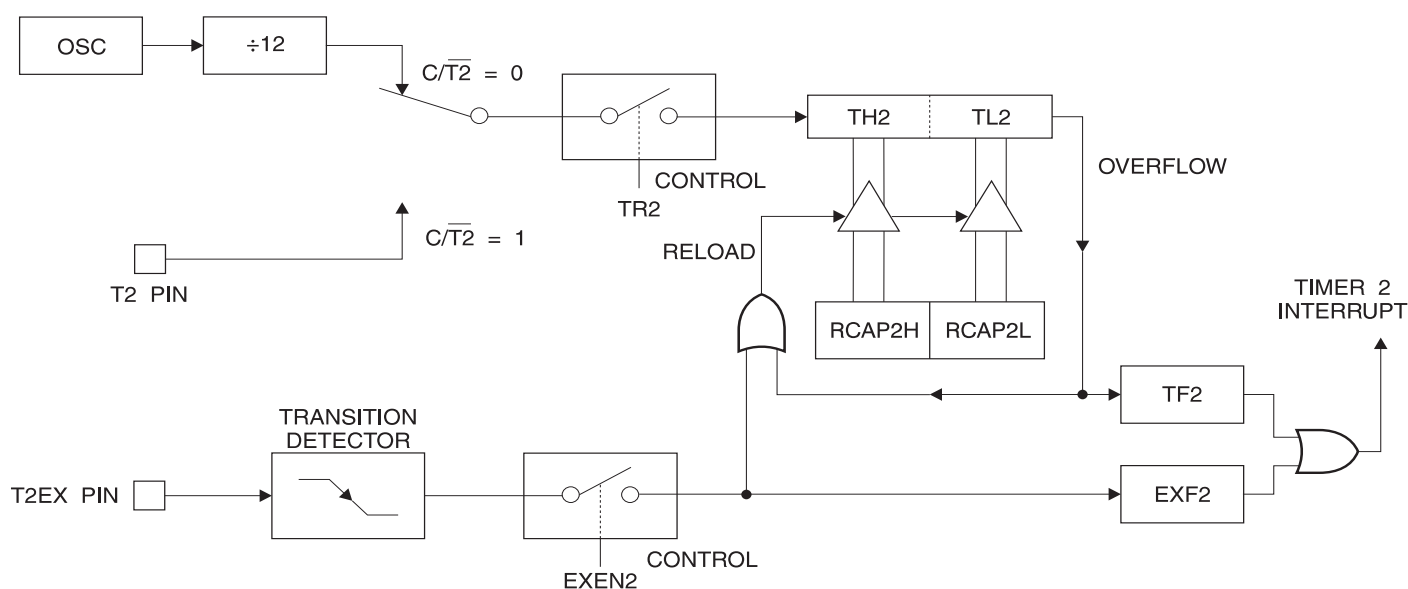 OSC
÷12
C/T2̅ = 0
TH2
TL2
CONTROL
TR2
OVERFLOW
C/T2̅ = 1
T2 PIN
RELOAD
RCAP2H
RCAP2L
TIMER 2
INTERRUPT
TF2
TRANSITION
DETECTOR
T2EX PIN
EXF2
CONTROL
EXEN2